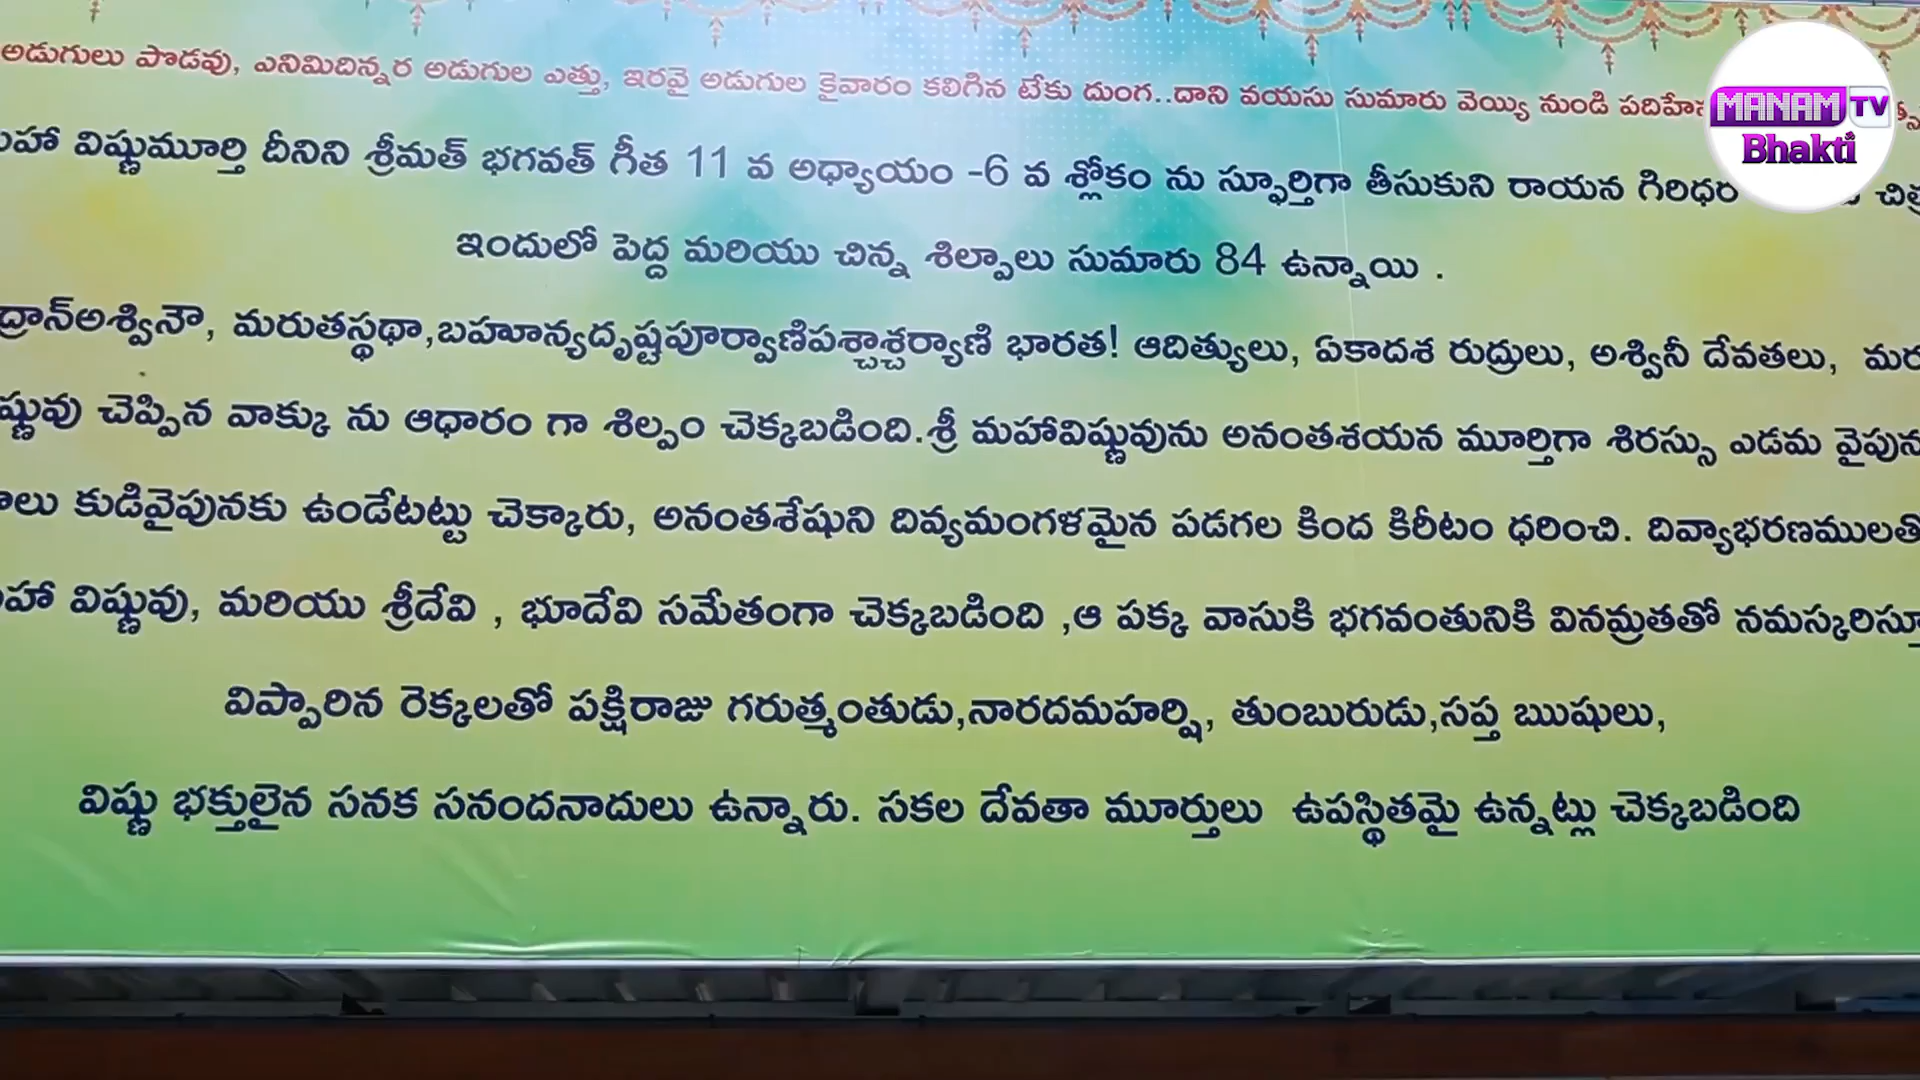 అడుగులు పొడవు, ఎనిమిదిన్నర అడుగుల ఎత్తు, ఇరవై అడుగుల కైవారం కలిగిన టేకు దుంగ..దాని వయసు సుమారు వెయ్యి నుండి
MANAM TV
Bhakti
విష్ణుమూర్తి దీనిని శ్రీమత్ భగవత్ గీత 11 వ అధ్యాయం -6 వ శ్లోకం ను స్ఫూర్తిగా తీసుకుని రాయన గిరిధర
ఇందులో పెద్ద మరియు చిన్న శిల్పాలు సుమారు 84 ఉన్నాయి .
ద్రాన్అశ్వినౌ, మరుతస్థథా,బహూన్యదృష్టపూర్వాణిపశ్చాశ్చర్యాణి భారత! ఆదిత్యులు, ఏకాదశ రుద్రులు, అశ్వినీ దేవతలు,
ష్ణువు చెప్పిన వాక్కు ను ఆధారం గా శిల్పం చెక్కబడింది.శ్రీ మహావిష్ణువును అనంతశయన మూర్తిగా శిరస్సు ఎడమ వైపున
కుడివైపునకు ఉండేటట్టు చెక్కారు, అనంతశేషుని దివ్యమంగళమైన పడగల కింద కిరీటం ధరించి. దివ్యాభరణములతో
విష్ణువు, మరియు శ్రీదేవి , భూదేవి సమేతంగా చెక్కబడింది ,ఆ పక్క వాసుకి భగవంతునికి వినమ్రతతో నమస్కరిస్తూ
విప్పారిన రెక్కలతో పక్షిరాజు గరుత్మంతుడు,నారదమహర్షి, తుంబురుడు,సప్త ఋషులు,
విష్ణు భక్తులైన సనక సనందనాదులు ఉన్నారు. సకల దేవతా మూర్తులు ఉపస్థితమై ఉన్నట్లు చెక్కబడింది